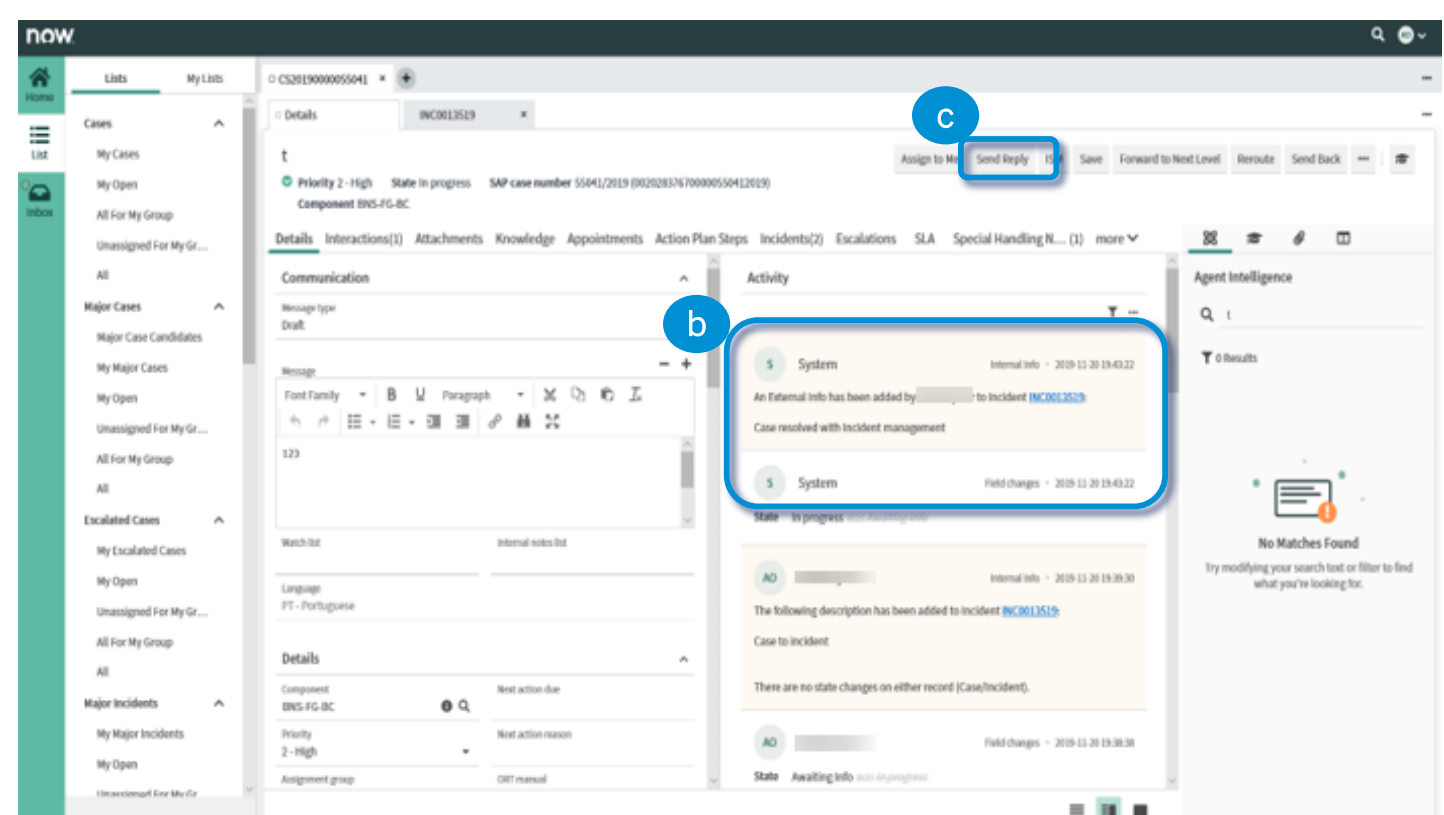 now
Home
List
Inbox
Lists My Lists
Cases
My Cases
My Open
All For My Group
Unassigned For My Gr....
All
Major Cases
Major Case Candidates
My Major Cases
My Open
Unassigned For My Gr....
All For My Group
All
Escalated Cases
My Escalated Cases
My Open
Unassigned For My Gr....
All For My Group
All
Major Incidents
My Major Incidents
My Open
Unassigned For My Gr
CS20190000055041 ×
Details INC0013519 ×
c
t
Assign to Me Send Reply Save Forward to Next Level Reroute Send Back
Priority 2 - High State In progress SAP case number 55041/2019 (002028376700000550412019)
Component BNS-FG-BC
Details Interactions(1) Attachments Knowledge Appointments Action Plan Steps Incidents(2) Escalations SLA Special Handling N.... (1) more
Communication
Message type
Draft
Message
Font Family B U Paragraph
123
Watch list Internal notes list
Language
PT - Portuguese
Details
Component Next action due
BNS-FG-BC
Priority Next action reason
2 - High
Assignment group ORT manual
Activity
b
S System Internal Info • 2019-11-20 19:43:22
An External Info has been added by to Incident INC0013519:
Case resolved with Incident management
S System Field changes • 2019-11-20 19:43:22
State In progress was Awaiting Info
AO Internal Info • 2019-11-20 19:39:30
The following description has been added to Incident INC0013519:
Case to incident
There are no state changes on either record (Case/Incident).
AO Field changes • 2019-11-20 19:38:38
State Awaiting Info was In progress
Agent Intelligence
t
0 Results
No Matches Found
Try modifying your search text or filter to find
what you're looking for.